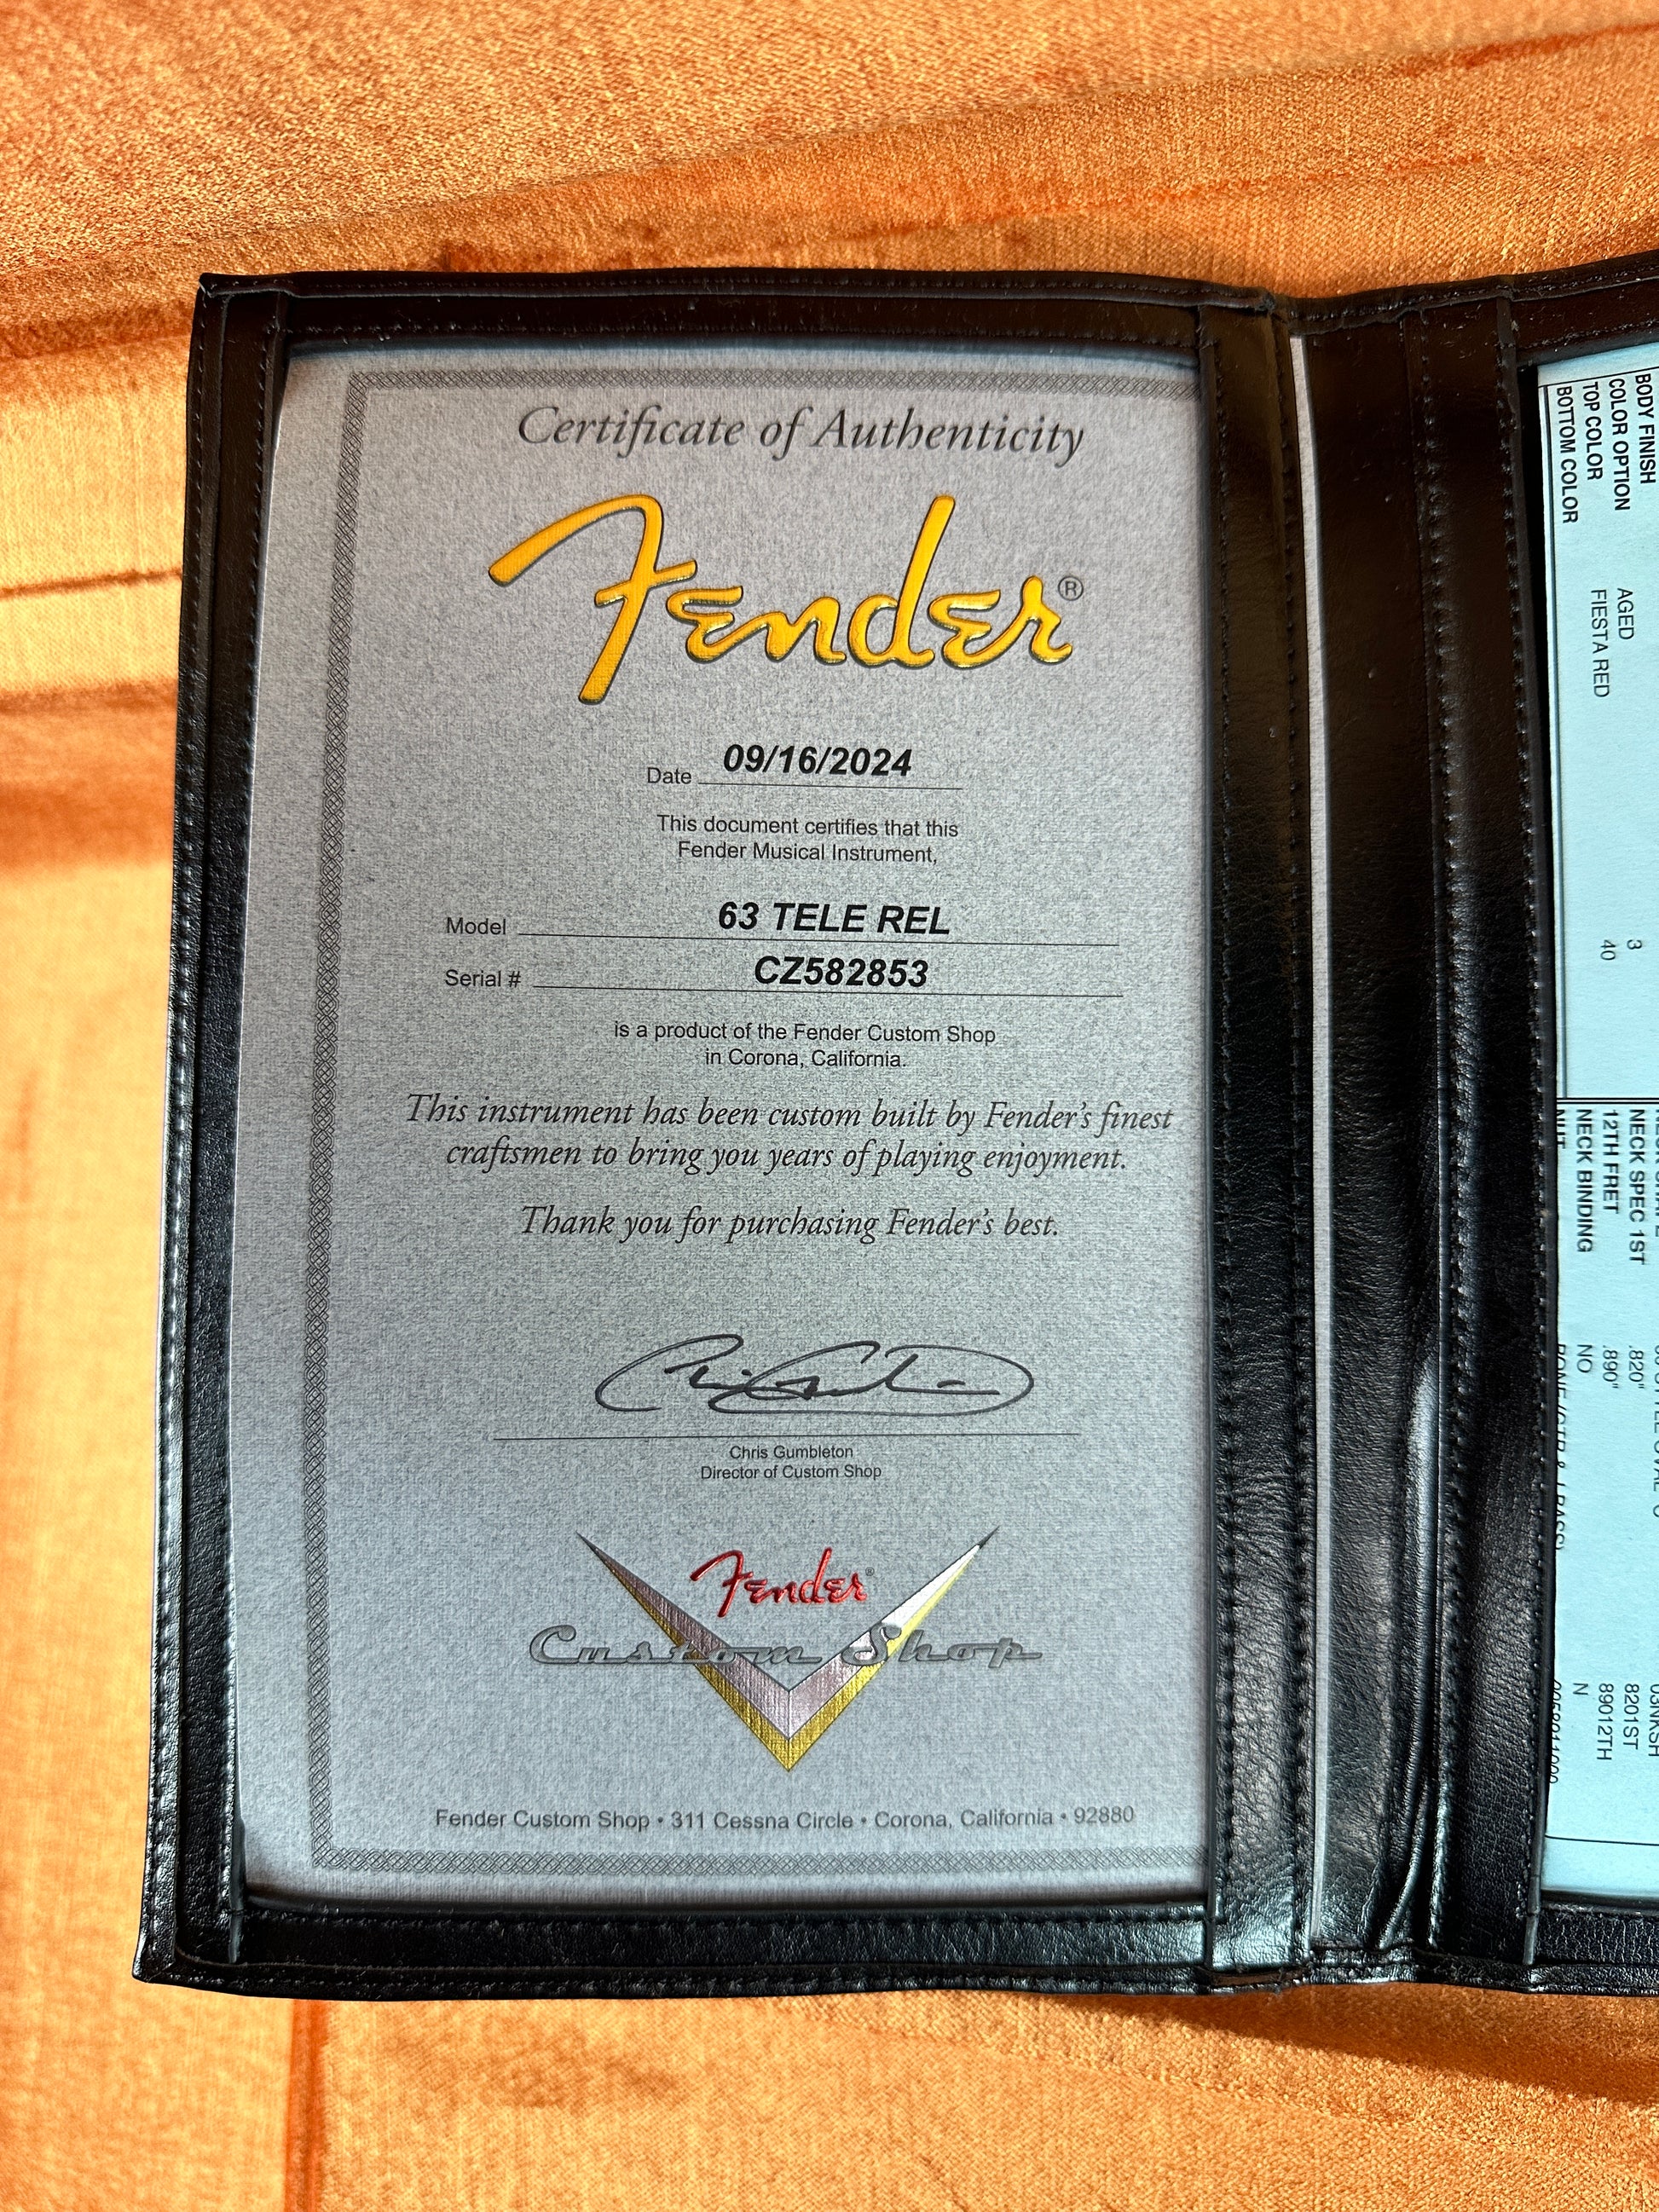 Certificate of Authenticity
Fender®
Date 09/16/2024
This document certifies that this
Fender Musical Instrument,
Model 63 TELE REL
Serial # CZ582853
is a product of the Fender Custom Shop
in Corona, California.
This instrument has been custom built by Fender's finest
craftsmen to bring you years of playing enjoyment.
Thank you for purchasing Fender's best.
Chris Gumbleton
Director of Custom Shop
Fender®
Custom Shop
Fender Custom Shop • 311 Cessna Circle • Corona, California • 92880
BODY FINISH
COLOR OPTION AGED 3
TOP COLOR FIESTA RED 40
BOTTOM COLOR
NECK SPEC 1ST .820" 8201ST
12TH FRET .890" 89012TH
NECK BINDING NO N
NUT